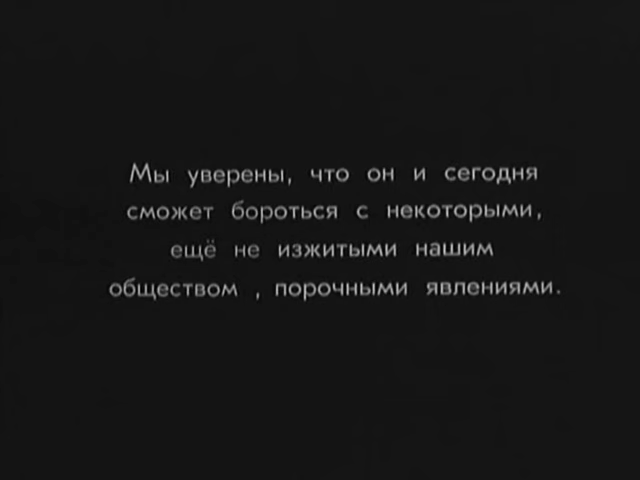 Мы уверены, что он и сегодня
сможет бороться с некоторыми,
ещё не изжитыми нашим
обществом , порочными явлениями.